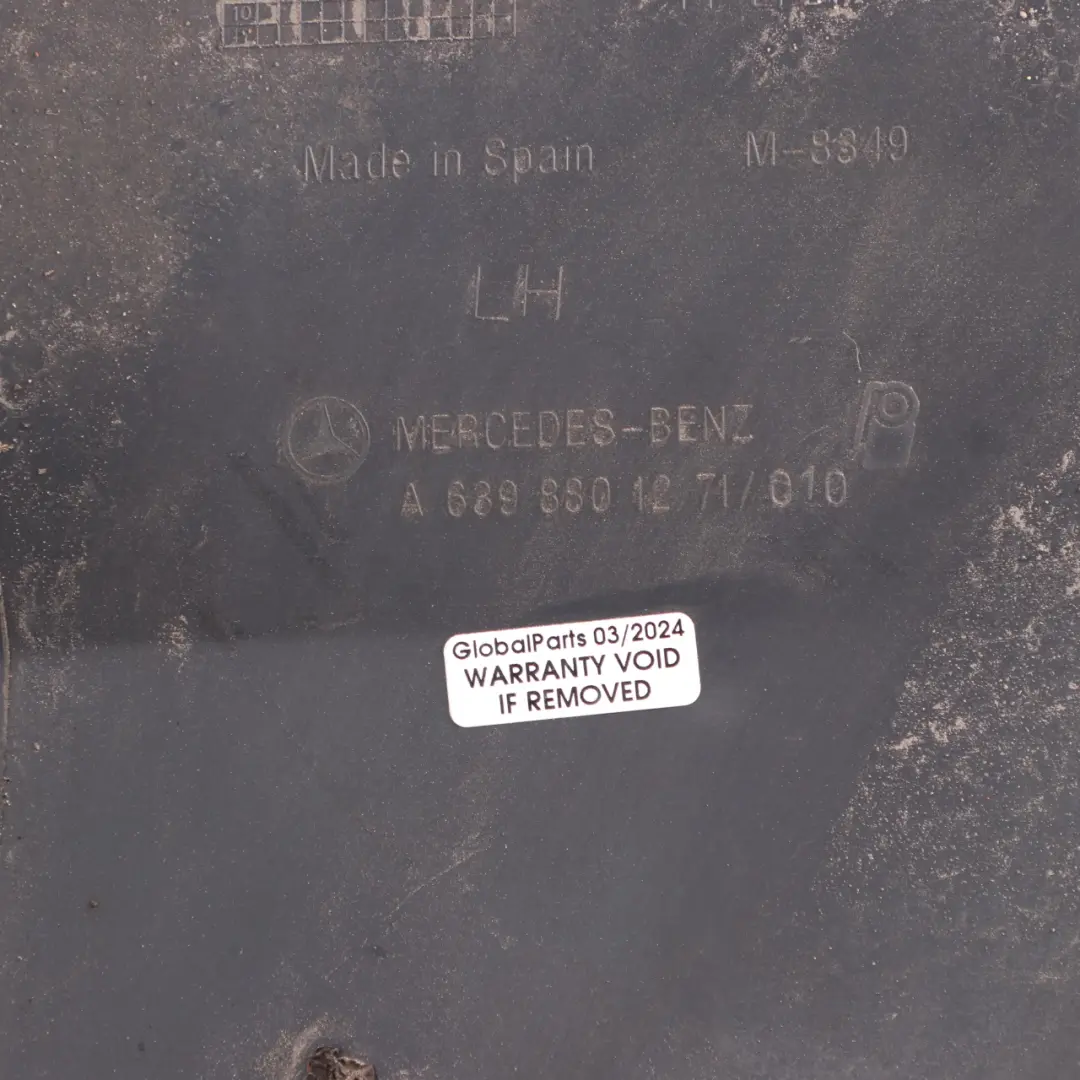 10
Made in Spain M-8349
LH
MERCEDES-BENZ
A 639 880 12 71/010
GlobalParts 03/2024
WARRANTY VOID
IF REMOVED